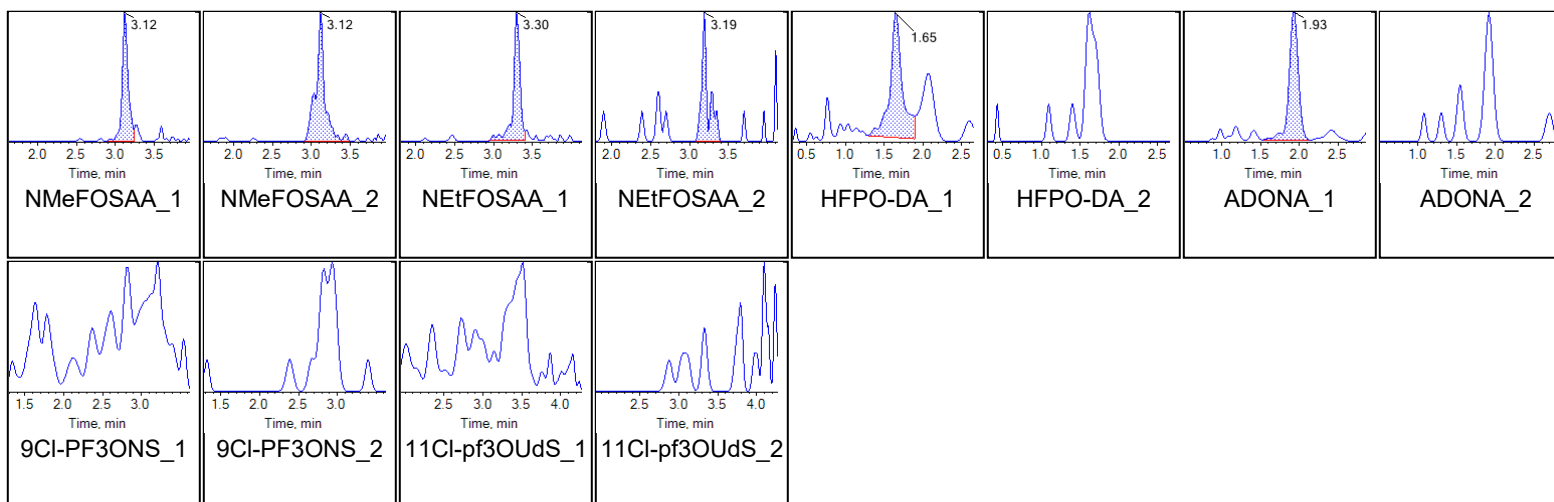 3.12 3.12 3.30 3.19 1.65 1.93
2.0 2.5 3.0 3.5 2.0 2.5 3.0 3.5 2.0 2.5 3.0 3.5 2.0 2.5 3.0 3.5 0.5 1.0 1.5 2.0 2.5 0.5 1.0 1.5 2.0 2.5 1.0 1.5 2.0 2.5 1.0 1.5 2.0 2.5
Time, min Time, min Time, min Time, min Time, min Time, min Time, min Time, min
NMeFOSAA_1 NMeFOSAA_2 NEtFOSAA_1 NEtFOSAA_2 HFPO-DA_1 HFPO-DA_2 ADONA_1 ADONA_2
1.5 2.0 2.5 3.0 1.5 2.0 2.5 3.0 2.5 3.0 3.5 4.0 2.5 3.0 3.5 4.0
Time, min Time, min Time, min Time, min
9Cl-PF3ONS_1 9Cl-PF3ONS_2 11Cl-pf3OUdS_1 11Cl-pf3OUdS_2